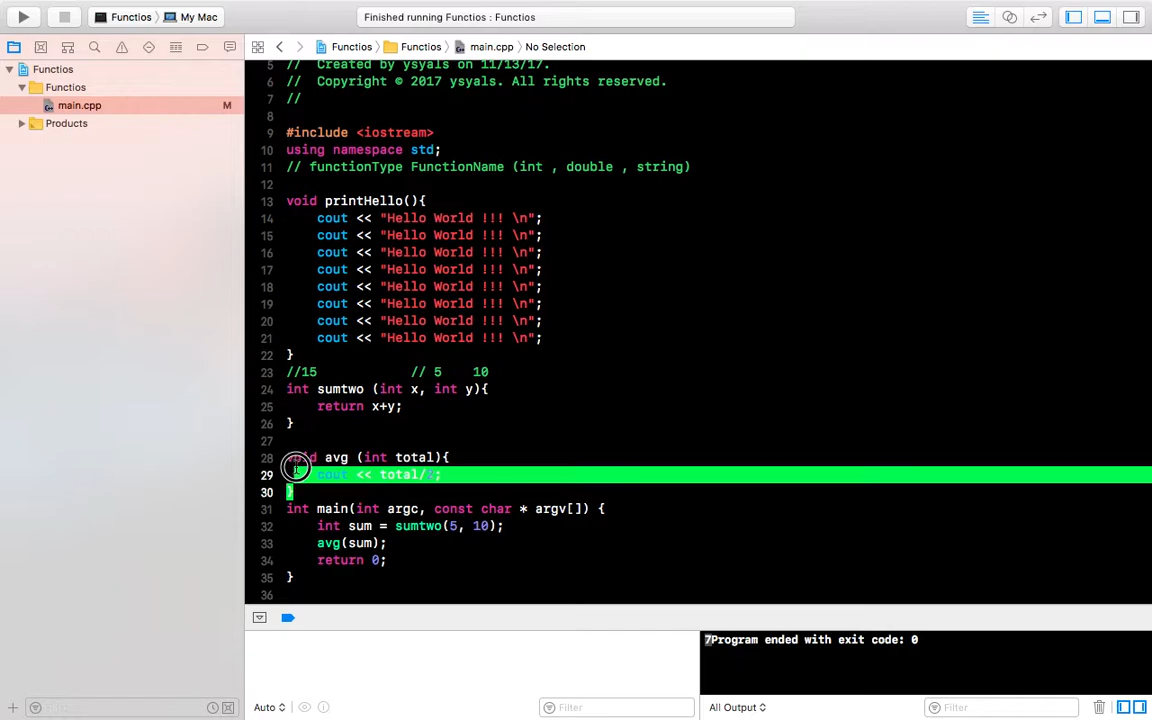 Functios
My Mac
Finished running Functios : Functios
Functios
Functios
main.cpp
No Selection
Functios
Functios
main.cpp
M
Products
5 // Created by ysyals on 11/13/17.
6 // Copyright © 2017 ysyals. All rights reserved.
7 //
8
9 #include <iostream>
10 using namespace std;
11 // functionType FunctionName (int , double , string)
12
13 void printHello(){
14 cout << "Hello World !!! \n";
15 cout << "Hello World !!! \n";
16 cout << "Hello World !!! \n";
17 cout << "Hello World !!! \n";
18 cout << "Hello World !!! \n";
19 cout << "Hello World !!! \n";
20 cout << "Hello World !!! \n";
21 cout << "Hello World !!! \n";
22 }
23 //15 // 5 10
24 int sumtwo (int x, int y){
25 return x+y;
26 }
27
28 void avg (int total){
29 cout << total/2;
30 }
31 int main(int argc, const char * argv[]) {
32 int sum = sumtwo(5, 10);
33 avg(sum);
34 return 0;
35 }
36
7Program ended with exit code: 0
Filter
Auto
Filter
All Output
Filter